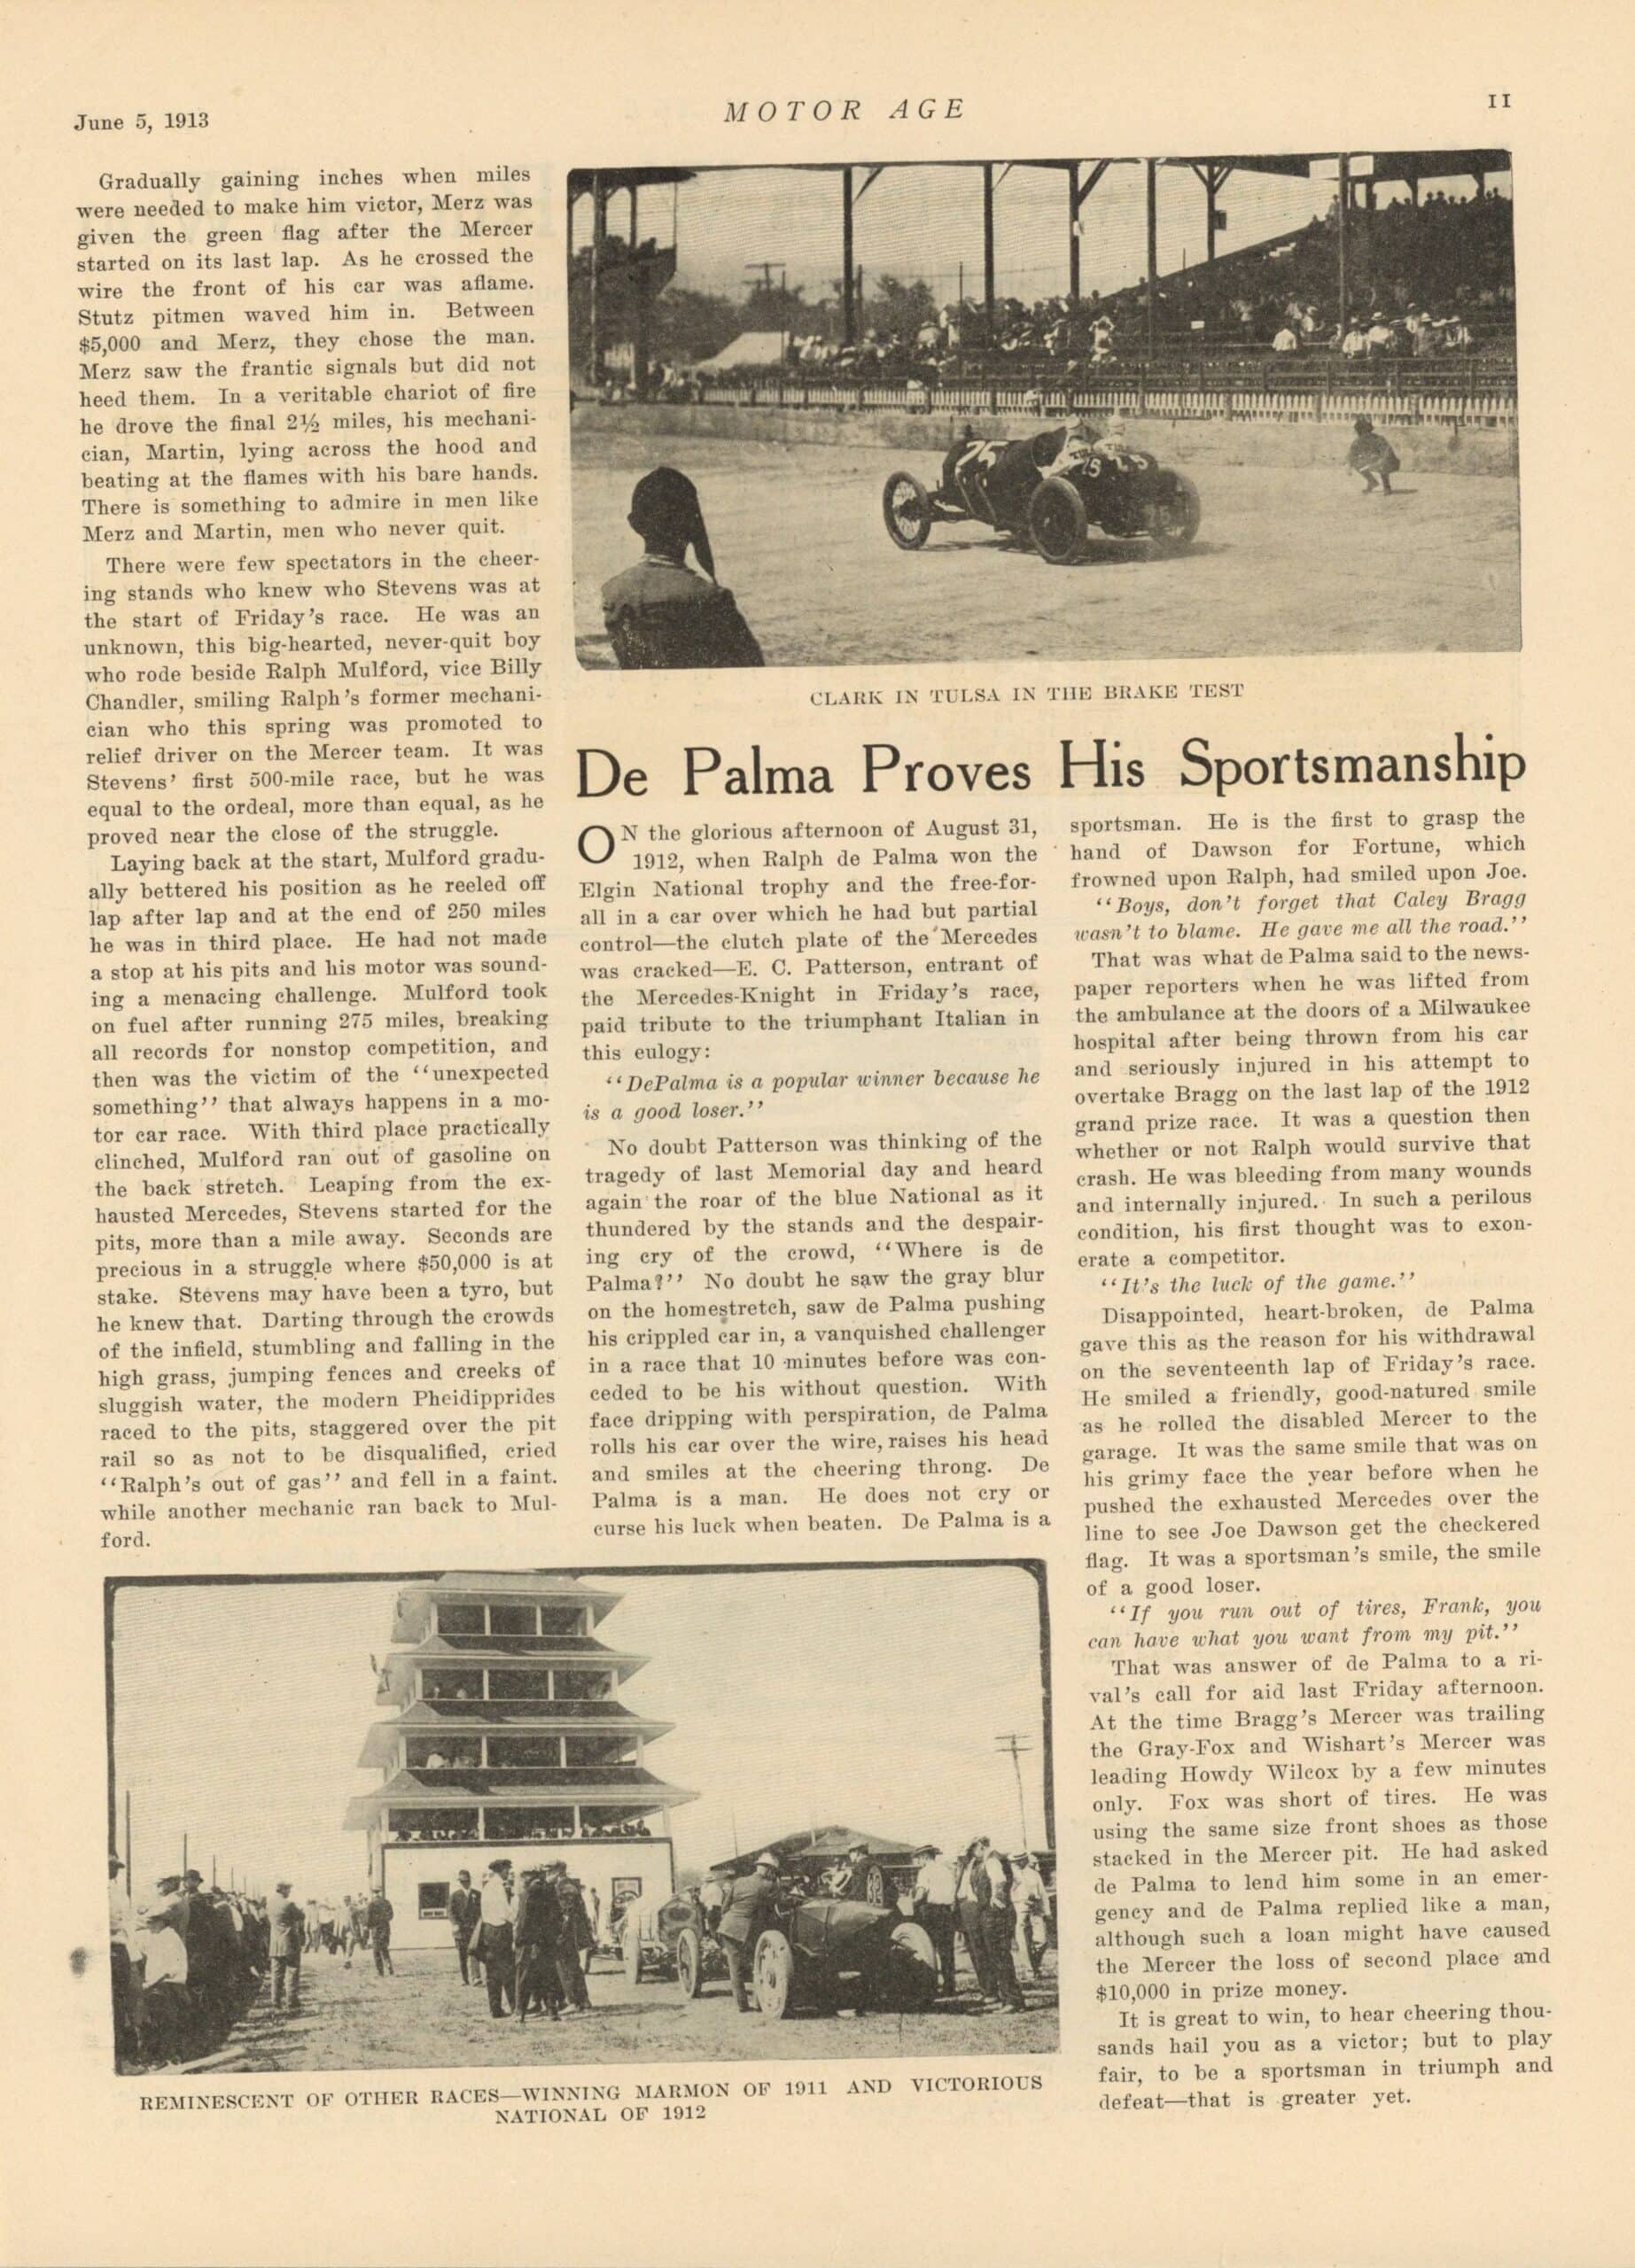 June 5, 1913
MOTOR AGE
11
Gradually gaining inches when miles
were needed to make him victor, Merz was
given the green flag after the Mercer
started on its last lap. As he crossed the
wire the front of his car was aflame.
Stutz pitmen waved him in. Between
$5,000 and Merz, they chose the man.
Merz saw the frantic signals but did not
heed them. In a veritable chariot of fire
he drove the final 2½ miles, his mechani-
cian, Martin, lying across the hood and
beating at the flames with his bare hands.
There is something to admire in men like
Merz and Martin, men who never quit.
There were few spectators in the cheer-
ing stands who knew who Stevens was at
the start of Friday's race. He was an
unknown, this big-hearted, never-quit boy
who rode beside Ralph Mulford, vice Billy
Chandler, smiling Ralph's former mechani-
cian who this spring was promoted to
relief driver on the Mercer team. It was
Stevens' first 500-mile race, but he was
equal to the ordeal, more than equal, as he
proved near the close of the struggle.
Laying back at the start, Mulford gradu-
ally bettered his position as he reeled off
lap after lap and at the end of 250 miles
he was in third place. He had not made
a stop at his pits and his motor was sound-
ing a menacing challenge. Mulford took
on fuel after running 275 miles, breaking
all records for nonstop competition, and
then was the victim of the "unexpected
something" that always happens in a mo-
tor car race. With third place practically
clinched, Mulford ran out of gasoline on
the back stretch. Leaping from the ex-
hausted Mercedes, Stevens started for the
pits, more than a mile away. Seconds are
precious in a struggle where $50,000 is at
stake. Stevens may have been a tyro, but
he knew that. Darting through the crowds
of the infield, stumbling and falling in the
high grass, jumping fences and creeks of
sluggish water, the modern Pheidipprides
raced to the pits, staggered over the pit
rail so as not to be disqualified, cried
"Ralph's out of gas" and fell in a faint.
while another mechanic ran back to Mul-
ford.
25
CLARK IN TULSA IN THE BRAKE TEST
De Palma Proves His Sportsmanship
ON the glorious afternoon of August 31,
1912, when Ralph de Palma won the
Elgin National trophy and the free-for-
all in a car over which he had but partial
control—the clutch plate of the Mercedes
was cracked—E. C. Patterson, entrant of
the Mercedes-Knight in Friday's race,
paid tribute to the triumphant Italian in
this eulogy:
"DePalma is a popular winner because he
is a good loser."
No doubt Patterson was thinking of the
tragedy of last Memorial day and heard
again the roar of the blue National as it
thundered by the stands and the despair-
ing cry of the crowd, "Where is de
Palma?" No doubt he saw the gray blur
on the homestretch, saw de Palma pushing
his crippled car in, a vanquished challenger
in a race that 10 minutes before was con-
ceded to be his without question. With
face dripping with perspiration, de Palma
rolls his car over the wire, raises his head
and smiles at the cheering throng. De
Palma is a man. He does not cry or
curse his luck when beaten. De Palma is a
sportsman. He is the first to grasp the
hand of Dawson for Fortune, which
frowned upon Ralph, had smiled upon Joe.
"Boys, don't forget that Caley Bragg
wasn't to blame. He gave me all the road."
That was what de Palma said to the news-
paper reporters when he was lifted from
the ambulance at the doors of a Milwaukee
hospital after being thrown from his car
and seriously injured in his attempt to
overtake Bragg on the last lap of the 1912
grand prize race. It was a question then
whether or not Ralph would survive that
crash. He was bleeding from many wounds
and internally injured. In such a perilous
condition, his first thought was to exon-
erate a competitor.
"It's the luck of the game."
Disappointed, heart-broken, de Palma
gave this as the reason for his withdrawal
on the seventeenth lap of Friday's race.
He smiled a friendly, good-natured smile
as he rolled the disabled Mercer to the
garage. It was the same smile that was on
his grimy face the year before when he
pushed the exhausted Mercedes over the
line to see Joe Dawson get the checkered
flag. It was a sportsman's smile, the smile
of a good loser.
"If you run out of tires, Frank, you
can have what you want from my pit."
That was answer of de Palma to a ri-
val's call for aid last Friday afternoon.
At the time Bragg's Mercer was trailing
the Gray-Fox and Wishart's Mercer was
leading Howdy Wilcox by a few minutes
only. Fox was short of tires. He was
using the same size front shoes as those
stacked in the Mercer pit. He had asked
de Palma to lend him some in an emer-
gency and de Palma replied like a man,
although such a loan might have caused
the Mercer the loss of second place and
$10,000 in prize money.
It is great to win, to hear cheering thou-
sands hail you as a victor; but to play
fair, to be a sportsman in triumph and
defeat—that is greater yet.
32
REMINESCENT OF OTHER RACES—WINNING MARMON OF 1911 AND VICTORIOUS
NATIONAL OF 1912